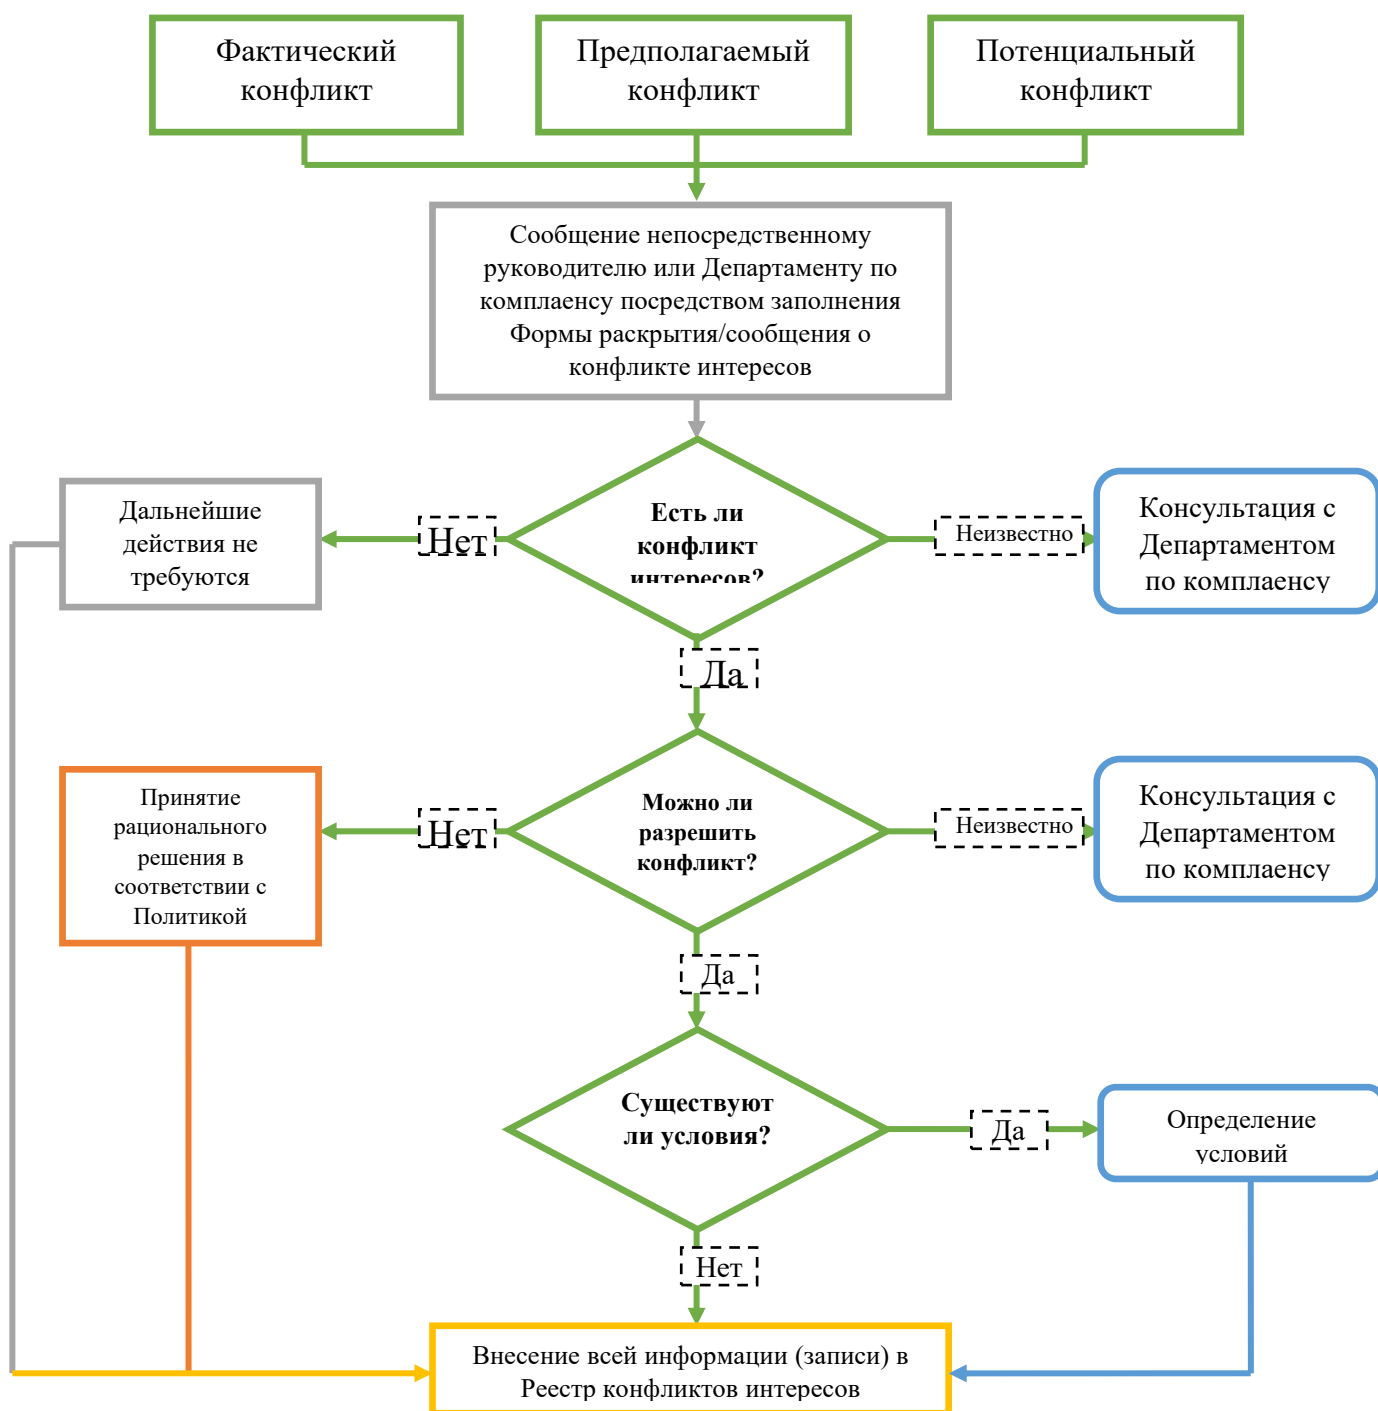 Фактический
конфликт
Предполагаемый
конфликт
Потенциальный
конфликт
Сообщение непосредственному
руководителю или Департаменту по
комплаенсу посредством заполнения
Формы раскрытия/сообщения о
конфликте интересов
Дальнейшие
действия не
требуются
Нет
Есть ли
конфликт
интересов?
Неизвестно
Консультация с
Департаментом
по комплаенсу
Да
Принятие
рационального
решения в
соответствии с
Политикой
Нет
Можно ли
разрешить
конфликт?
Неизвестно
Консультация с
Департаментом
по комплаенсу
Да
Существуют
ли условия?
Да
Определение
условий
Нет
Внесение всей информации (записи) в
Реестр конфликтов интересов